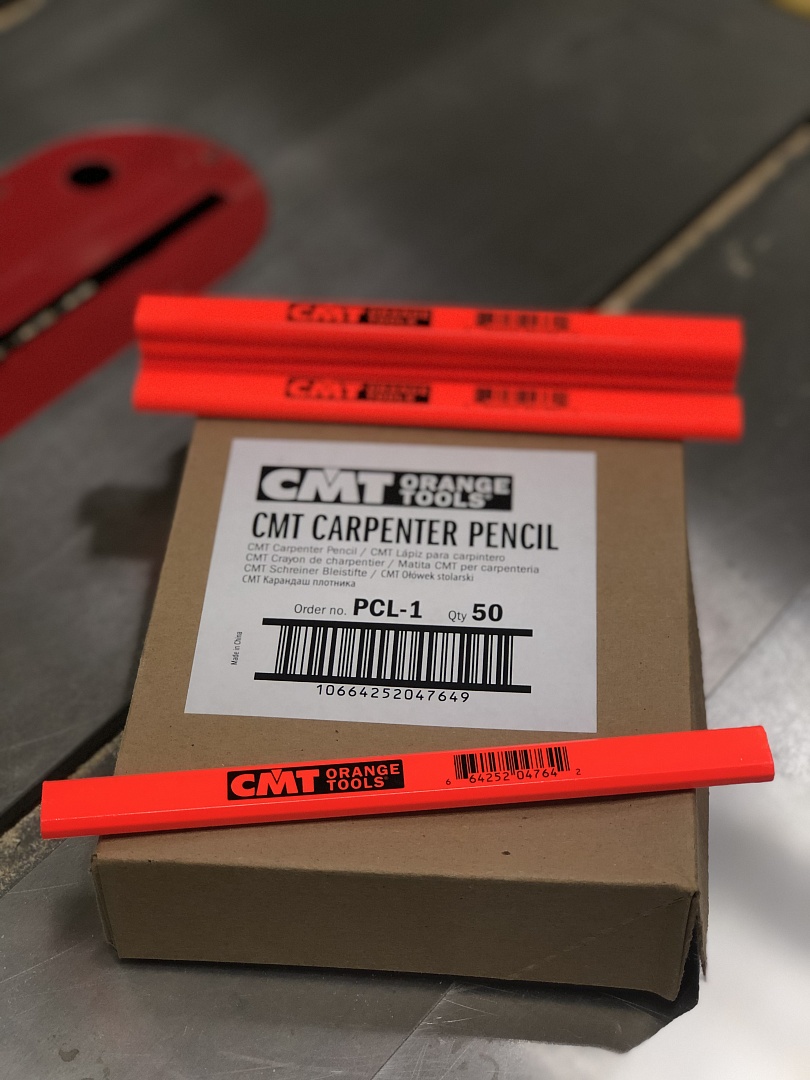 CMT ORANGE TOOLS
CMT ORANGE TOOLS
CMT ORANGE TOOLS®
CMT CARPENTER PENCIL
CMT Carpenter Pencil / CMT Lápiz para carpintero
CMT Crayon de charpentier / Matita CMT per carpenteria
CMT Schreiner Bleistifte / CMT Ołówek stolarski
CMT Карандаш плотника
Order no. PCL-1 Qty 50
Made in China
10664252047649
CMT ORANGE TOOLS®
6 64252 04764 2